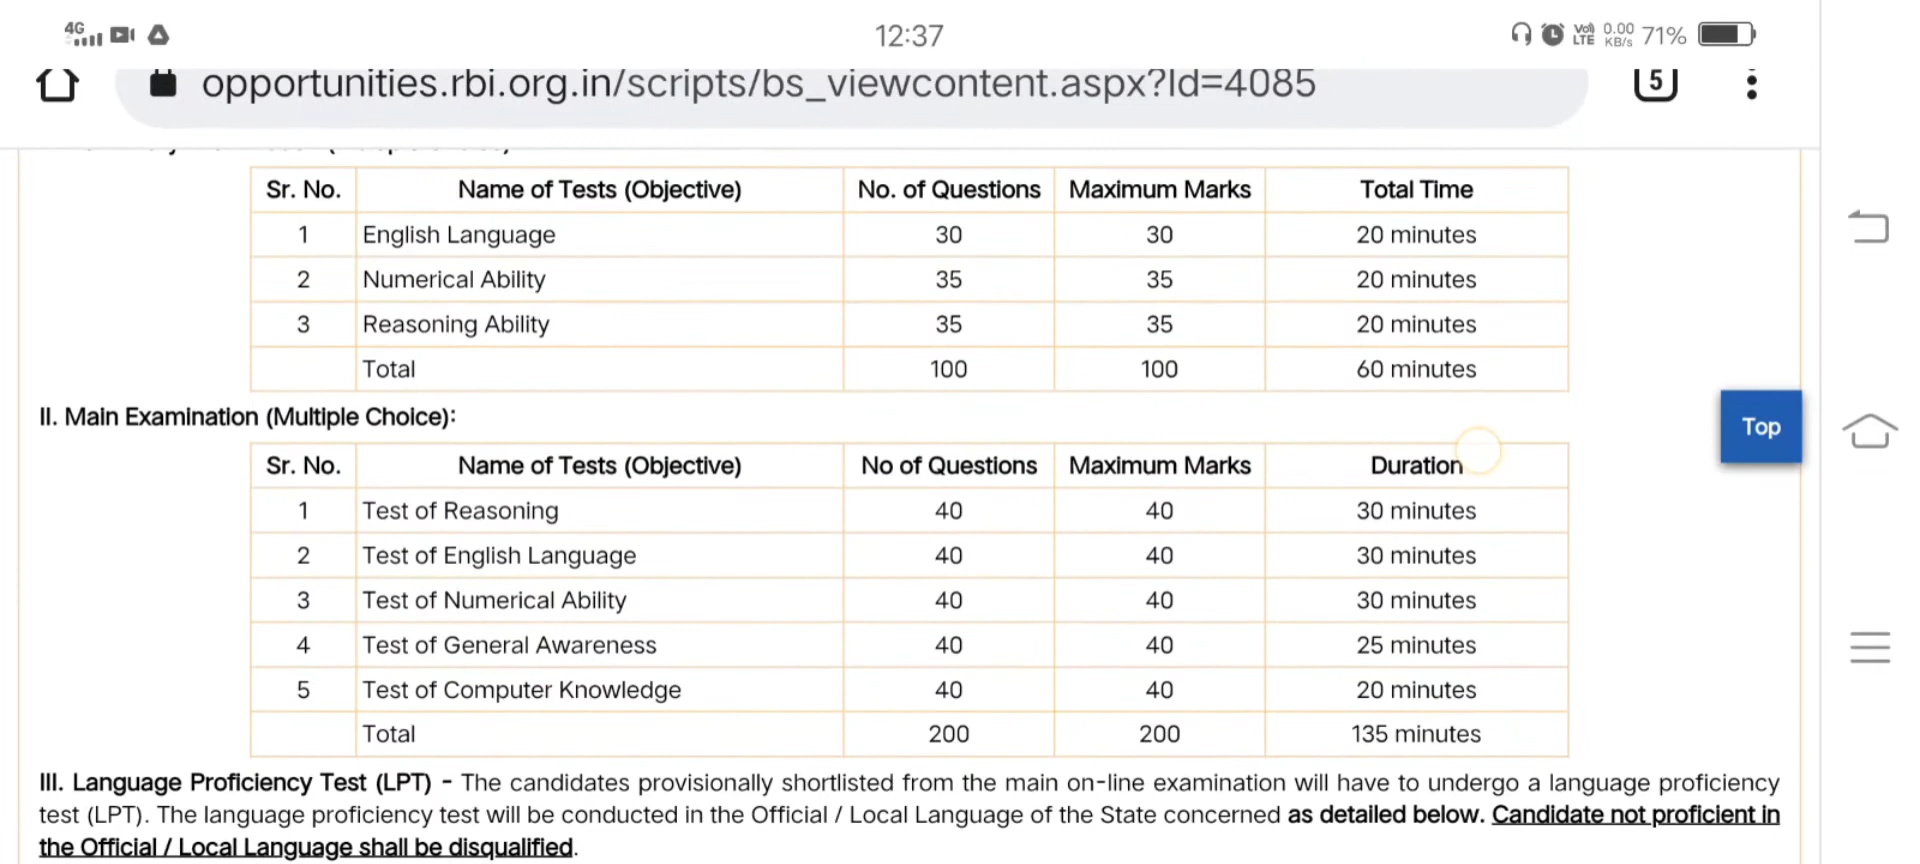 4G 12:37 Vo) LTE 0.00 KB/s 71%
opportunities.rbi.org.in/scripts/bs_viewcontent.aspx?Id=4085 5
Sr. No. Name of Tests (Objective) No. of Questions Maximum Marks Total Time
1 English Language 30 30 20 minutes
2 Numerical Ability 35 35 20 minutes
3 Reasoning Ability 35 35 20 minutes
Total 100 100 60 minutes
II. Main Examination (Multiple Choice):
Top
Sr. No. Name of Tests (Objective) No of Questions Maximum Marks Duration
1 Test of Reasoning 40 40 30 minutes
2 Test of English Language 40 40 30 minutes
3 Test of Numerical Ability 40 40 30 minutes
4 Test of General Awareness 40 40 25 minutes
5 Test of Computer Knowledge 40 40 20 minutes
Total 200 200 135 minutes
III. Language Proficiency Test (LPT) - The candidates provisionally shortlisted from the main on-line examination will have to undergo a language proficiency
test (LPT). The language proficiency test will be conducted in the Official / Local Language of the State concerned as detailed below. Candidate not proficient in
the Official / Local Language shall be disqualified.